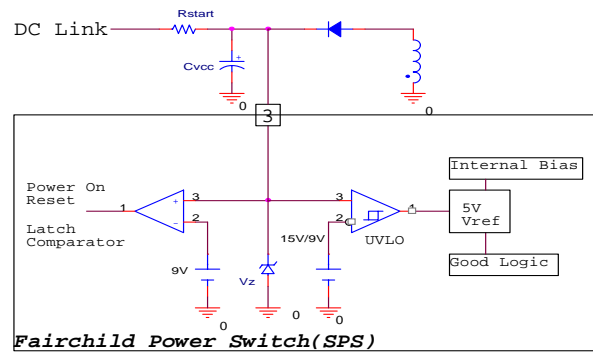 Rstart
DC Link
Cvcc
+
0
0
3
Internal Bias
Power On
Reset
1
+
3
3
1
5V
Vref
-
2
2
Latch
Comparator
15V/9V
UVLO
9V
Vz
Good Logic
0
0
0
Fairchild Power Switch(SPS)